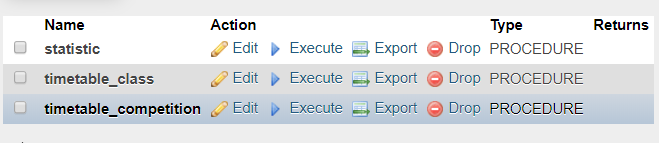 Name Action Type Returns
statistic Edit Execute Export Drop PROCEDURE
timetable_class Edit Execute Export Drop PROCEDURE
timetable_competition Edit Execute Export Drop PROCEDURE